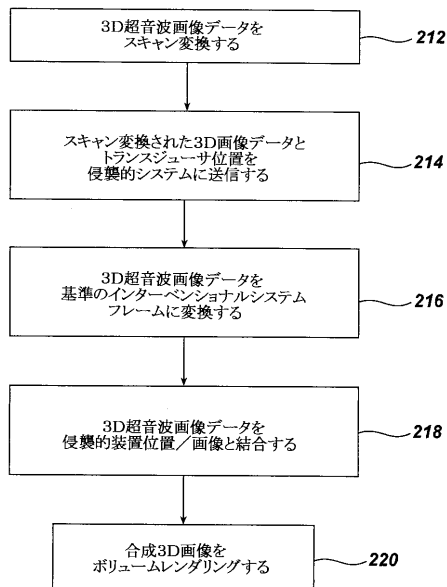 3D超音波画像データを
スキャン変換する
212
スキャン変換された3D画像データと
トランスジューサ位置を
侵襲的システムに送信する
214
3D超音波画像データを
基準のインターベンショナルシステム
フレームに変換する
216
3D超音波画像データを
侵襲的装置位置/画像と結合する
218
合成3D画像を
ボリュームレンダリングする
220